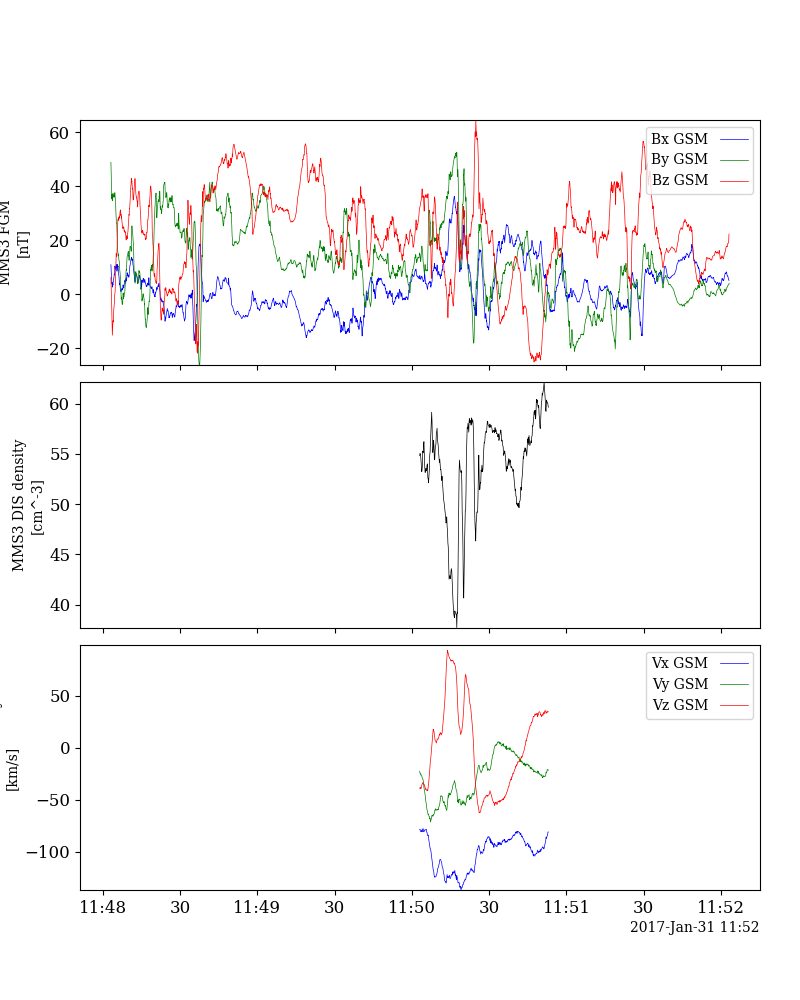 60
40
20
0
−20
MMS3 FGM
[nT]
Bx GSM
By GSM
Bz GSM
60
55
50
45
40
MMS3 DIS density
[cm^-3]
50
0
−50
−100
[km/s]
Vx GSM
Vy GSM
Vz GSM
11:48 30 11:49 30 11:50 30 11:51 30 11:52
2017-Jan-31 11:52